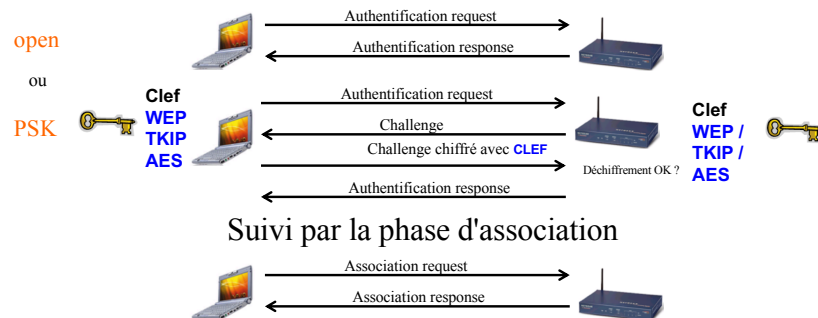 Authentification request
open
Authentification response
ou
PSK
Clef
WEP
TKIP
AES
Authentification request
Challenge
Challenge chiffré avec CLEF
Authentification response
Déchiffrement OK ?
Clef
WEP /
TKIP /
AES
Suivi par la phase d'association
Association request
Association response